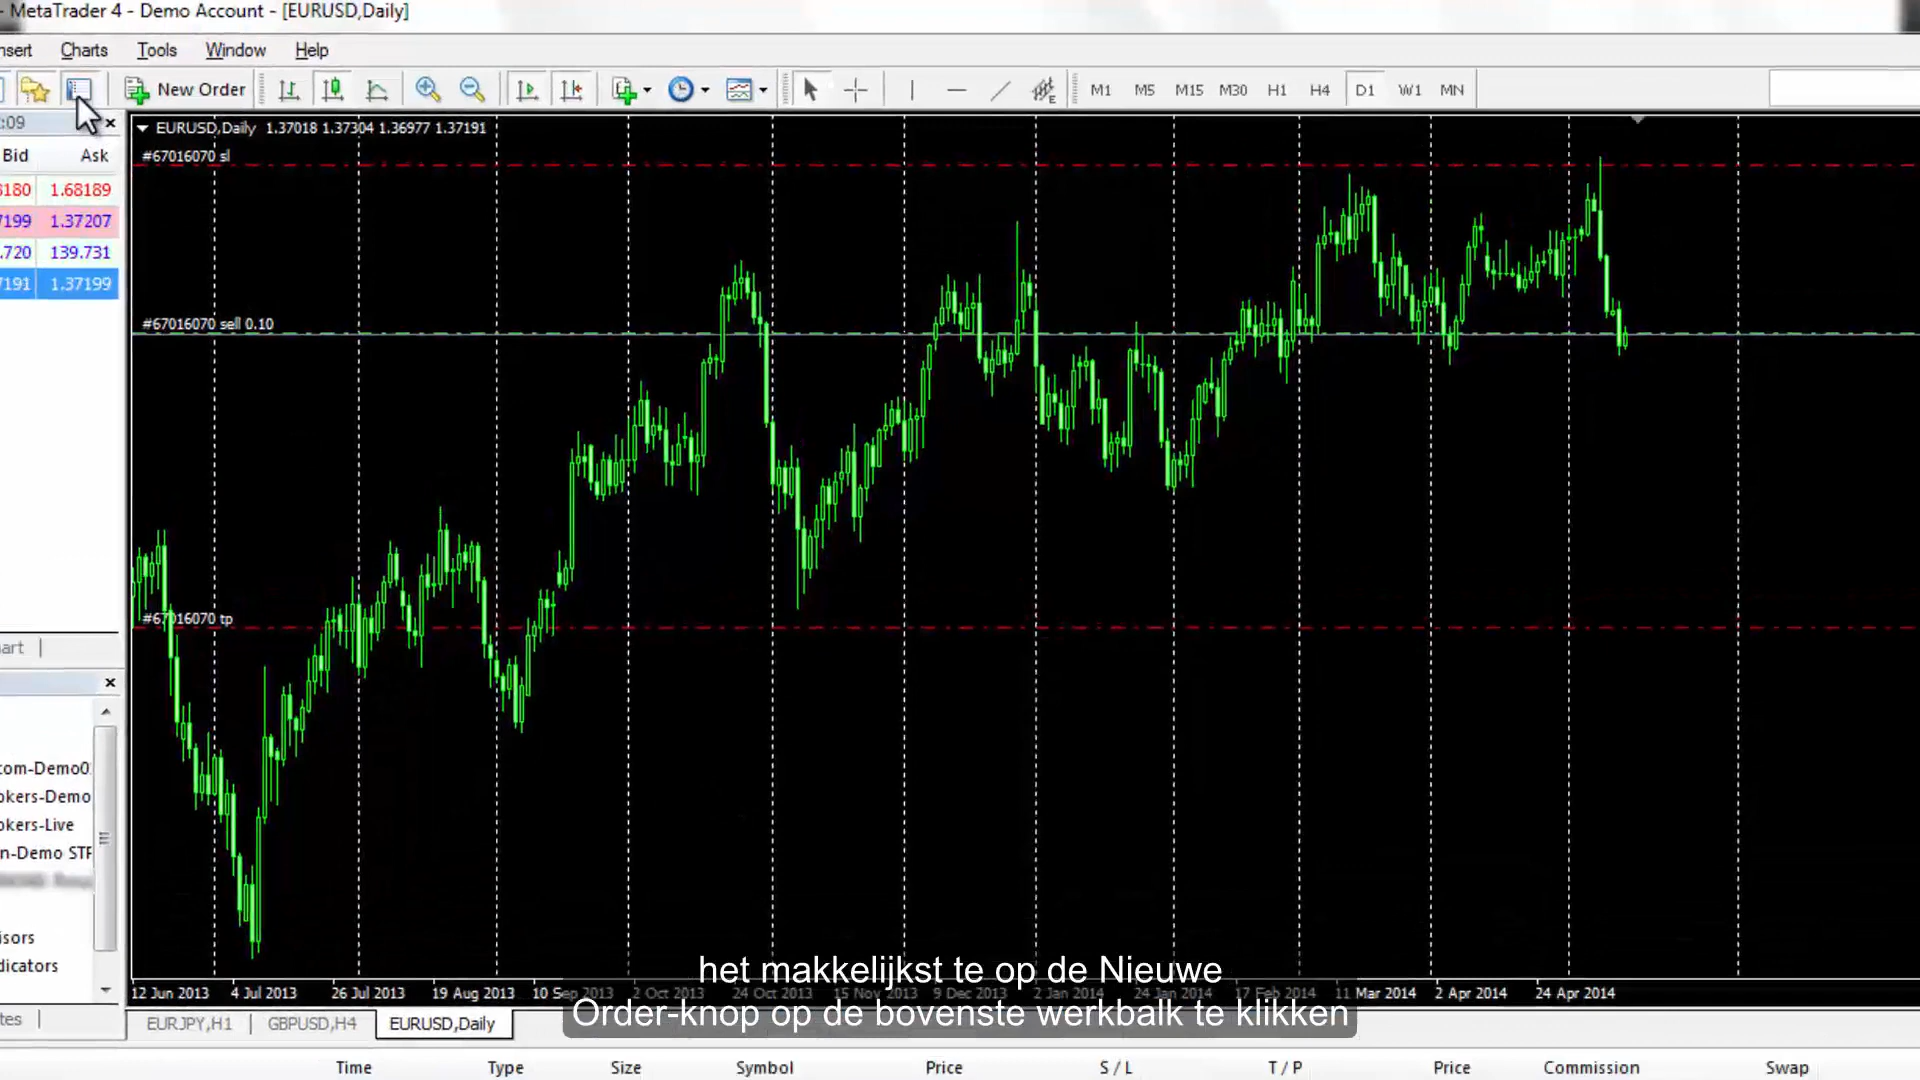 - MetaTrader 4 - Demo Account - [EURUSD,Daily]
nsert Charts Tools Window Help
New Order M1 M5 M15 M30 H1 H4 D1 W1 MN
:09
EURUSD,Daily 1.37018 1.37304 1.36977 1.37191
Bid Ask
#67016070 sl
8180 1.68189
7199 1.37207
.720 139.731
7191 1.37199
#67016070 sell 0.10
#67016070 tp
art
com-Demo0
okers-Demo
okers-Live
n-Demo STP
isors
dicators
12 Jun 2013 4 Jul 2013 26 Jul 2013 19 Aug 2013 10 Sep 2013 2 Oct 2013 24 Oct 2013 15 Nov 2013 9 Dec 2013 2 Jan 2014 24 Jan 2014 17 Feb 2014 11 Mar 2014 2 Apr 2014 24 Apr 2014
het makkelijkst te op de Nieuwe
Order-knop op de bovenste werkbalk te klikken
tes
EURJPY,H1 GBPUSD,H4 EURUSD,Daily
Time Type Size Symbol Price S / L T / P Price Commission Swap